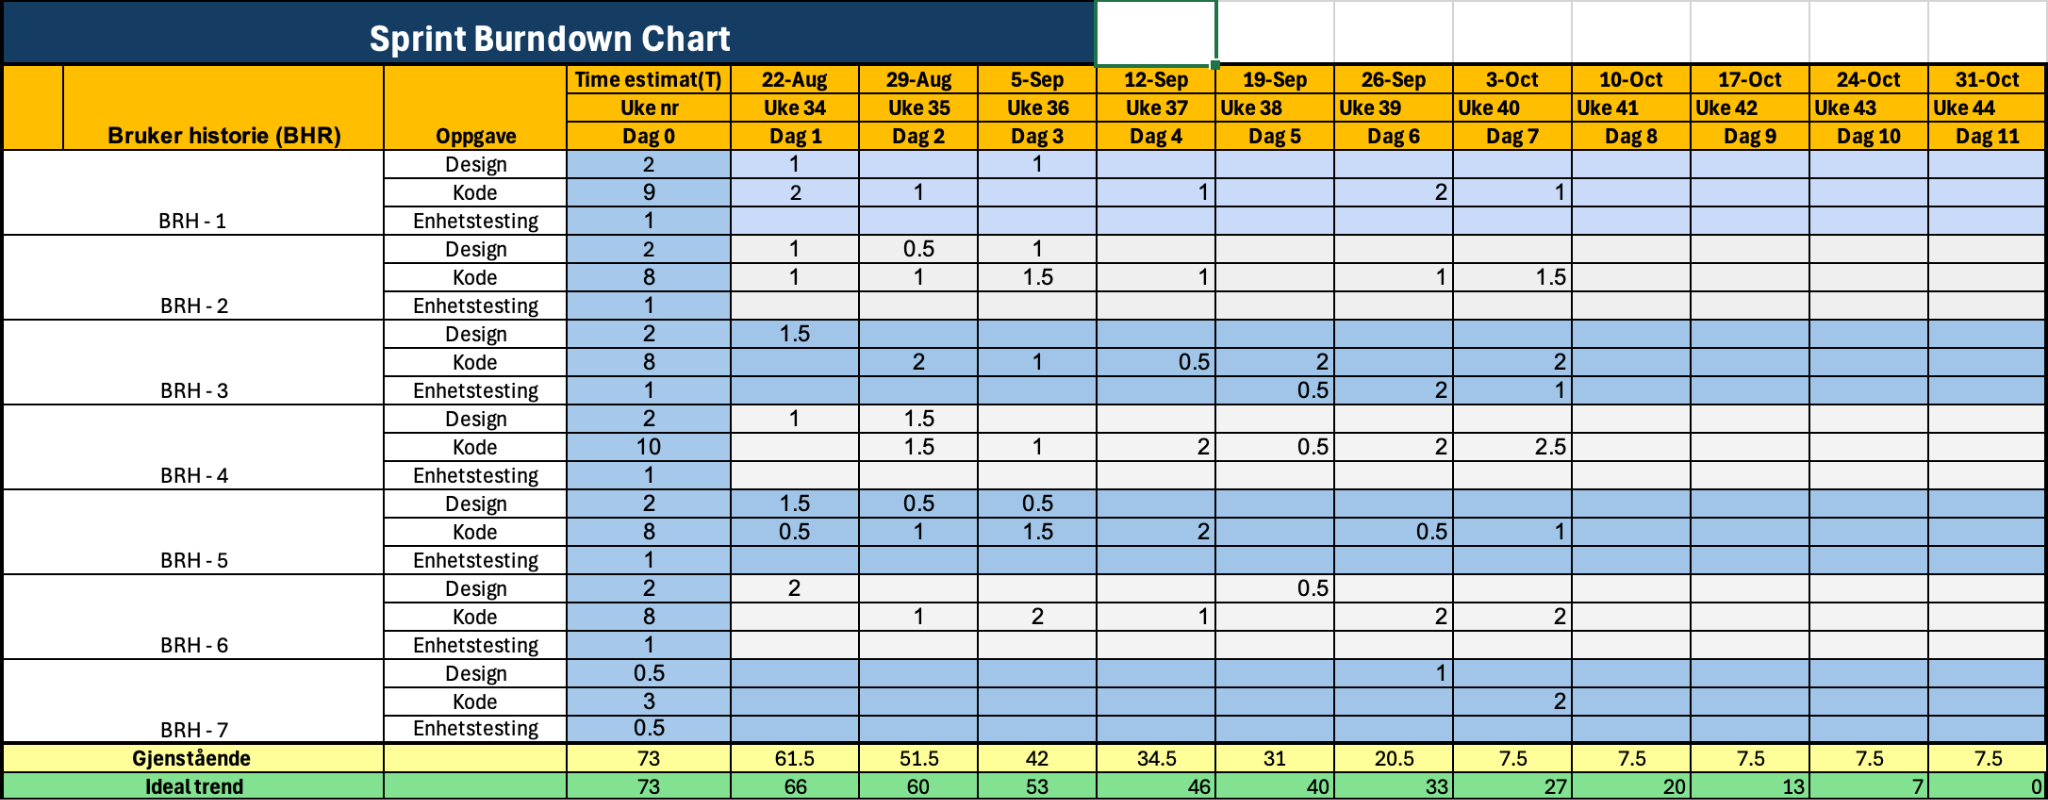 Sprint Burndown Chart
Time estimat(T) 22-Aug 29-Aug 5-Sep 12-Sep 19-Sep 26-Sep 3-Oct 10-Oct 17-Oct 24-Oct 31-Oct
Uke nr Uke 34 Uke 35 Uke 36 Uke 37 Uke 38 Uke 39 Uke 40 Uke 41 Uke 42 Uke 43 Uke 44
Bruker historie (BHR) Oppgave Dag 0 Dag 1 Dag 2 Dag 3 Dag 4 Dag 5 Dag 6 Dag 7 Dag 8 Dag 9 Dag 10 Dag 11
Design 2 1 1
Kode 9 2 1 1 2 1
BRH - 1 Enhetstesting 1
Design 2 1 0.5 1
Kode 8 1 1 1.5 1 1 1.5
BRH - 2 Enhetstesting 1
Design 2 1.5
Kode 8 2 1 0.5 2 2
BRH - 3 Enhetstesting 1 0.5 2 1
Design 2 1 1.5
Kode 10 1.5 1 2 0.5 2 2.5
BRH - 4 Enhetstesting 1
Design 2 1.5 0.5 0.5
Kode 8 0.5 1 1.5 2 0.5 1
BRH - 5 Enhetstesting 1
Design 2 2 0.5
Kode 8 1 2 1 2 2
BRH - 6 Enhetstesting 1
Design 0.5 1
Kode 3 2
BRH - 7 Enhetstesting 0.5
Gjenstående 73 61.5 51.5 42 34.5 31 20.5 7.5 7.5 7.5 7.5 7.5
Ideal trend 73 66 60 53 46 40 33 27 20 13 7 0